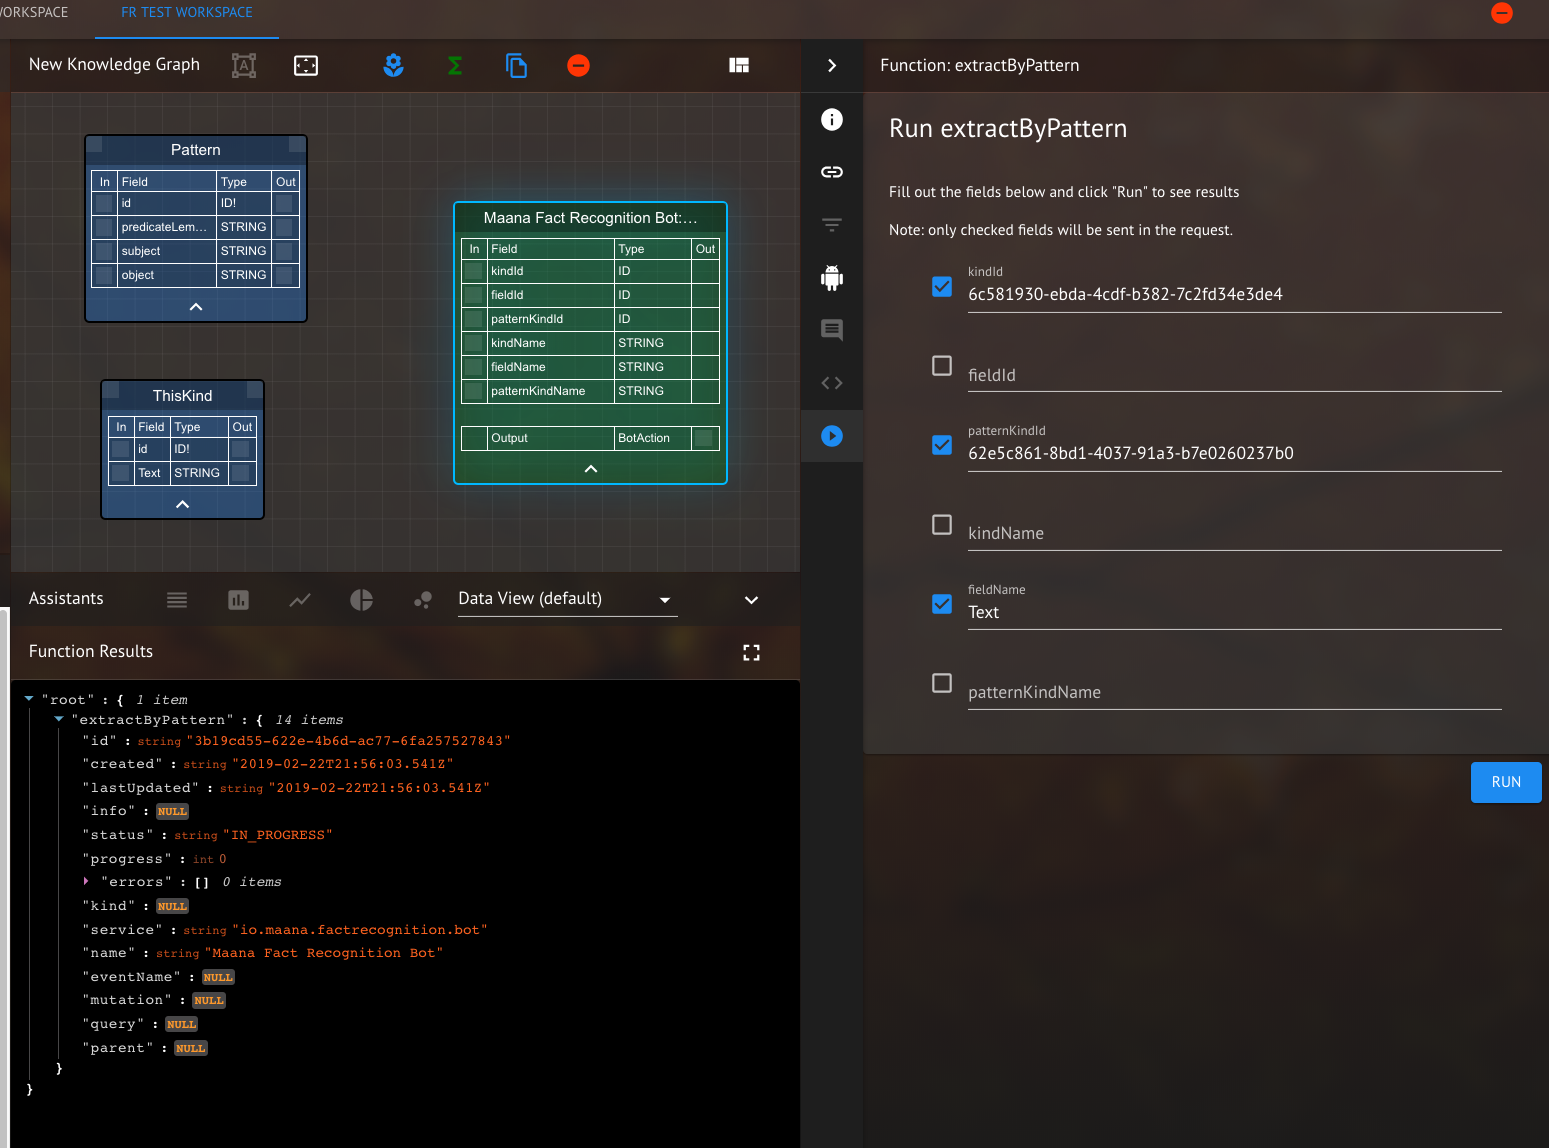 ORKSPACE
FR TEST WORKSPACE
New Knowledge Graph
A
Σ
Function: extractByPattern
Pattern
In Field Type Out
id ID!
predicateLem... STRING
subject STRING
object STRING
ThisKind
In Field Type Out
id ID!
Text STRING
Maana Fact Recognition Bot:...
In Field Type Out
kindId ID
fieldId ID
patternKindId ID
kindName STRING
fieldName STRING
patternKindName STRING
Output BotAction
Run extractByPattern
Fill out the fields below and click "Run" to see results
Note: only checked fields will be sent in the request.
kindId
6c581930-ebda-4cdf-b382-7c2fd34e3de4
fieldId
patternKindId
62e5c861-8bd1-4037-91a3-b7e0260237b0
kindName
fieldName
Text
patternKindName
RUN
Assistants
Data View (default)
Function Results
"root" : { 1 item
"extractByPattern" : { 14 items
"id" : string "3b19cd55-622e-4b6d-ac77-6fa257527843"
"created" : string "2019-02-22T21:56:03.541Z"
"lastUpdated" : string "2019-02-22T21:56:03.541Z"
"info" : NULL
"status" : string "IN_PROGRESS"
"progress" : int 0
"errors" : [] 0 items
"kind" : NULL
"service" : string "io.maana.factrecognition.bot"
"name" : string "Maana Fact Recognition Bot"
"eventName" : NULL
"mutation" : NULL
"query" : NULL
"parent" : NULL
}
}